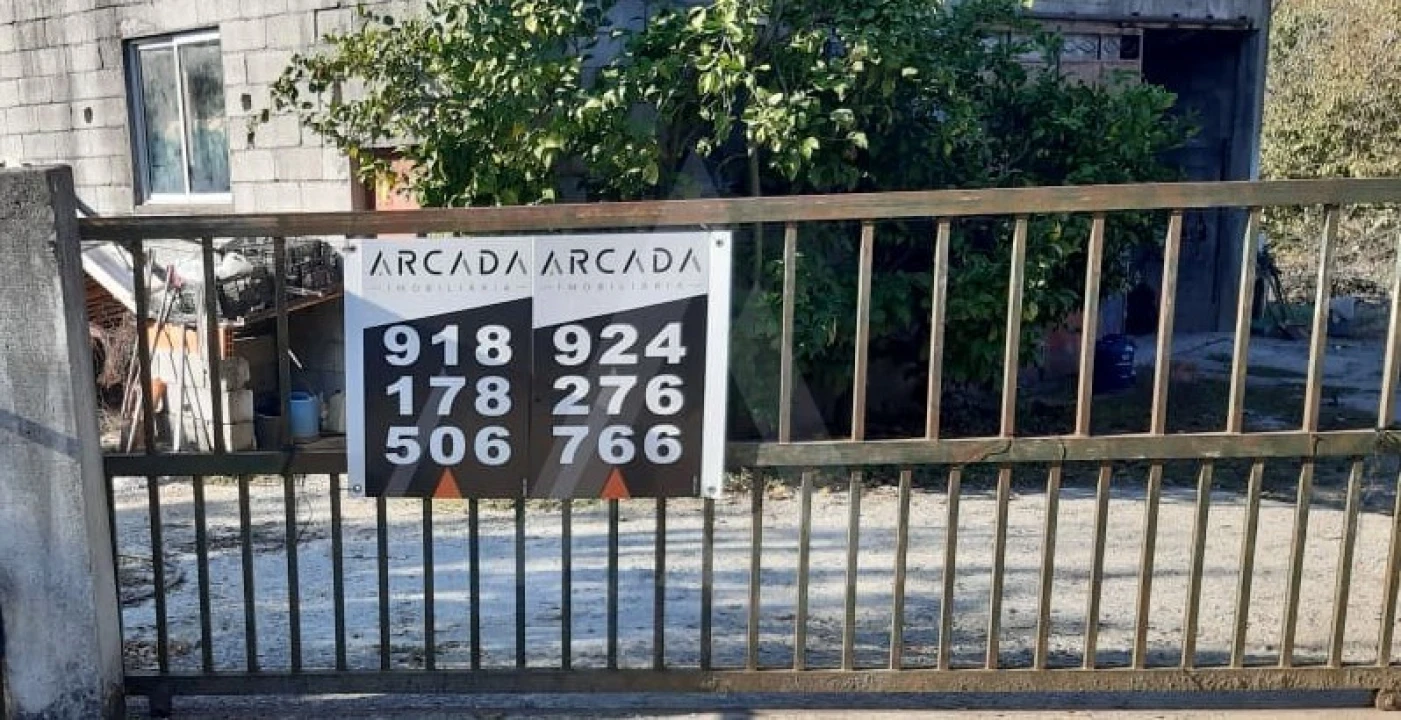 ARCADA
IMOBILIÁRIA
918
178
506
ARCADA
IMOBILIÁRIA
924
276
766